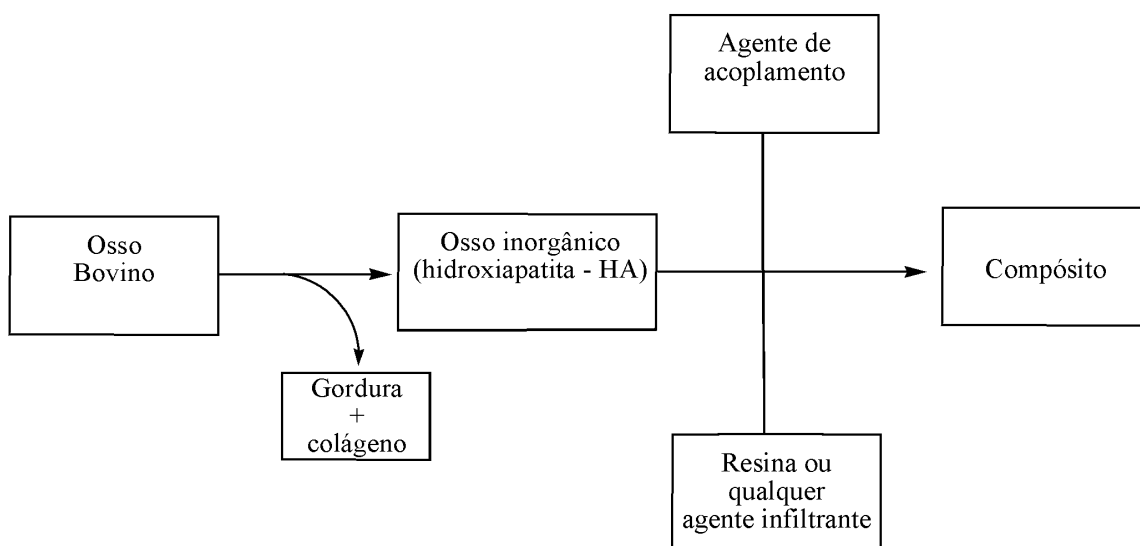 Agente de
acoplamento
Osso
Bovino
Osso inorgânico
(hidroxiapatita - HA)
Compósito
Gordura
+
colágeno
Resina ou
qualquer
agente infiltrante